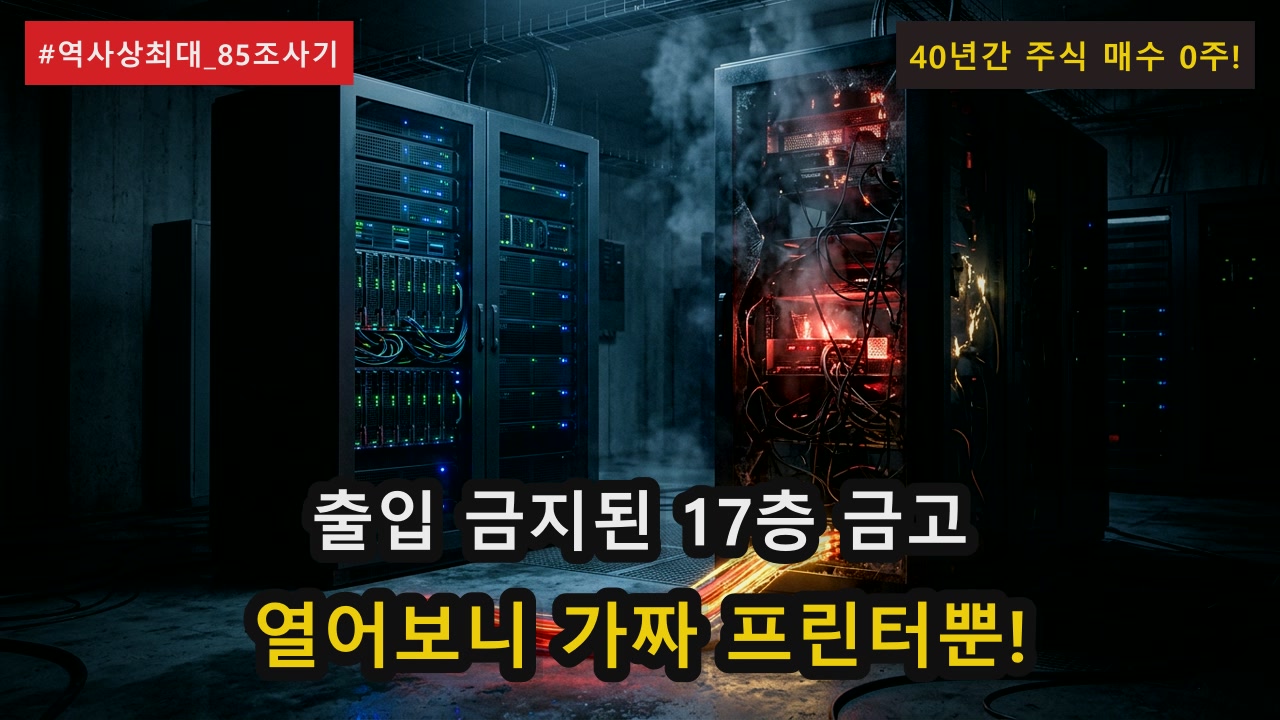 #역사상최대_85조사기
40년간 주식 매수 0주!
출입 금지된 17층 금고
열어보니 가짜 프린터뿐!